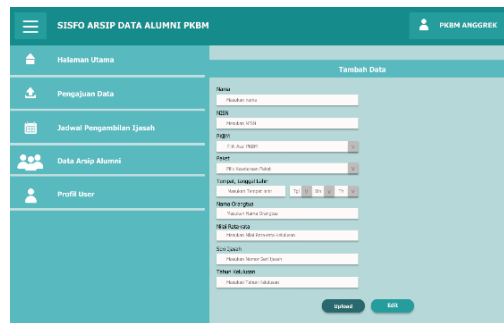 SISFO ARSIP DATA ALUMNI PKBM
PKBM ANGGREK
Halaman Utama
Pengajuan Data
Jadwal Pengambilan Ijasah
Data Arsip Alumni
Profil User
Tambah Data
Nama
Masukan nama
NISN
Masukan NISN
PKBM
Pilih Asal PKBM
Paket
Pilih Kesetaraan Paket
Tempat, tanggal lahir
Masukan Tempat lahir Tgl Bln Th
Nama Orangtua
Masukan Nama Orangtua
Nilai Rata-rata
Masukan Nilai Rata-rata kelulusan
Seri Ijasah
Masukan Nomor Seri Ijasah
Tahun Kelulusan
Masukan Tahun Kelulusan
Upload Edit